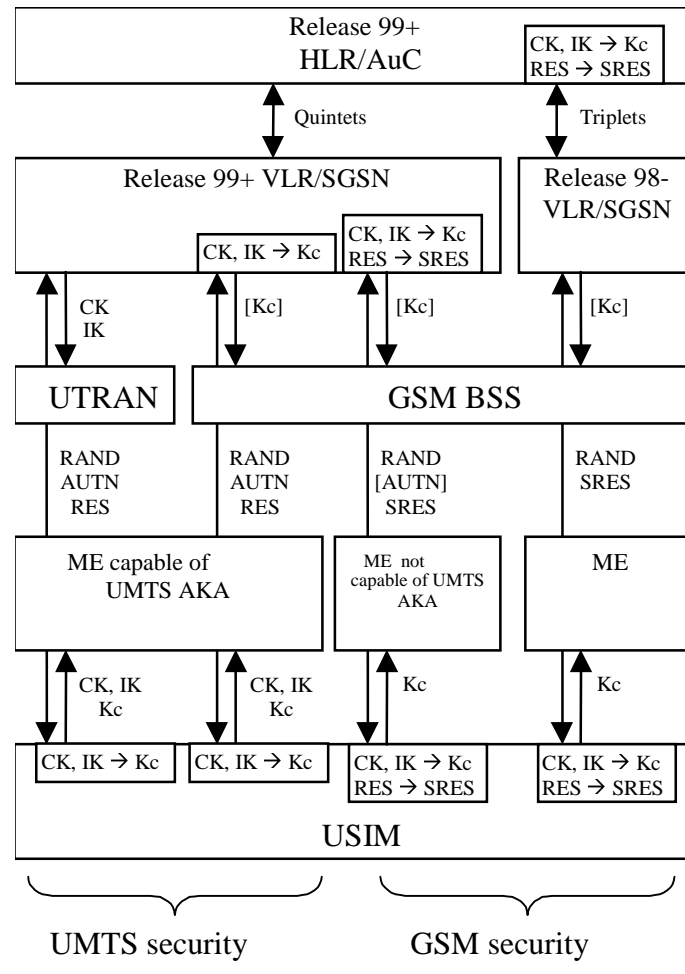 Release 99+
HLR/AuC
CK, IK → Kc
RES → SRES
Quintets
Triplets
Release 99+ VLR/SGSN
CK, IK → Kc
CK, IK → Kc
RES → SRES
Release 98-
VLR/SGSN
CK
IK
[Kc]
[Kc]
[Kc]
UTRAN
GSM BSS
RAND
AUTN
RES
RAND
AUTN
RES
RAND
[AUTN]
SRES
RAND
SRES
ME capable of
UMTS AKA
ME not
capable of UMTS
AKA
ME
CK, IK
Kc
CK, IK
Kc
Kc
Kc
CK, IK → Kc
CK, IK → Kc
CK, IK → Kc
RES → SRES
CK, IK → Kc
RES → SRES
USIM
UMTS security
GSM security